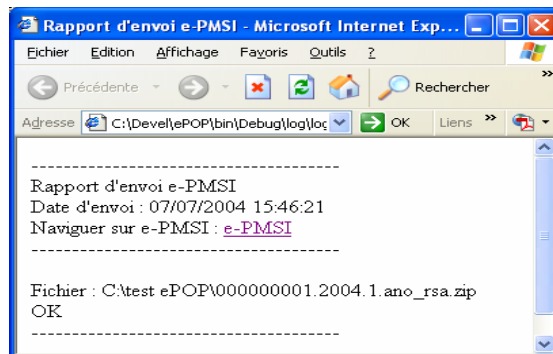 Rapport d'envoi e-PMSI - Microsoft Internet Exp...
Fichier Edition Affichage Favoris Outils ?
Précédente Rechercher »
Adresse C:\Devel\ePOP\bin\Debug\log\loc OK Liens »
---------------------------------------
Rapport d'envoi e-PMSI
Date d'envoi : 07/07/2004 15:46:21
Naviguer sur e-PMSI : e-PMSI
---------------------------------------
Fichier : C:\test ePOP\000000001.2004.1.ano_rsa.zip
OK
---------------------------------------